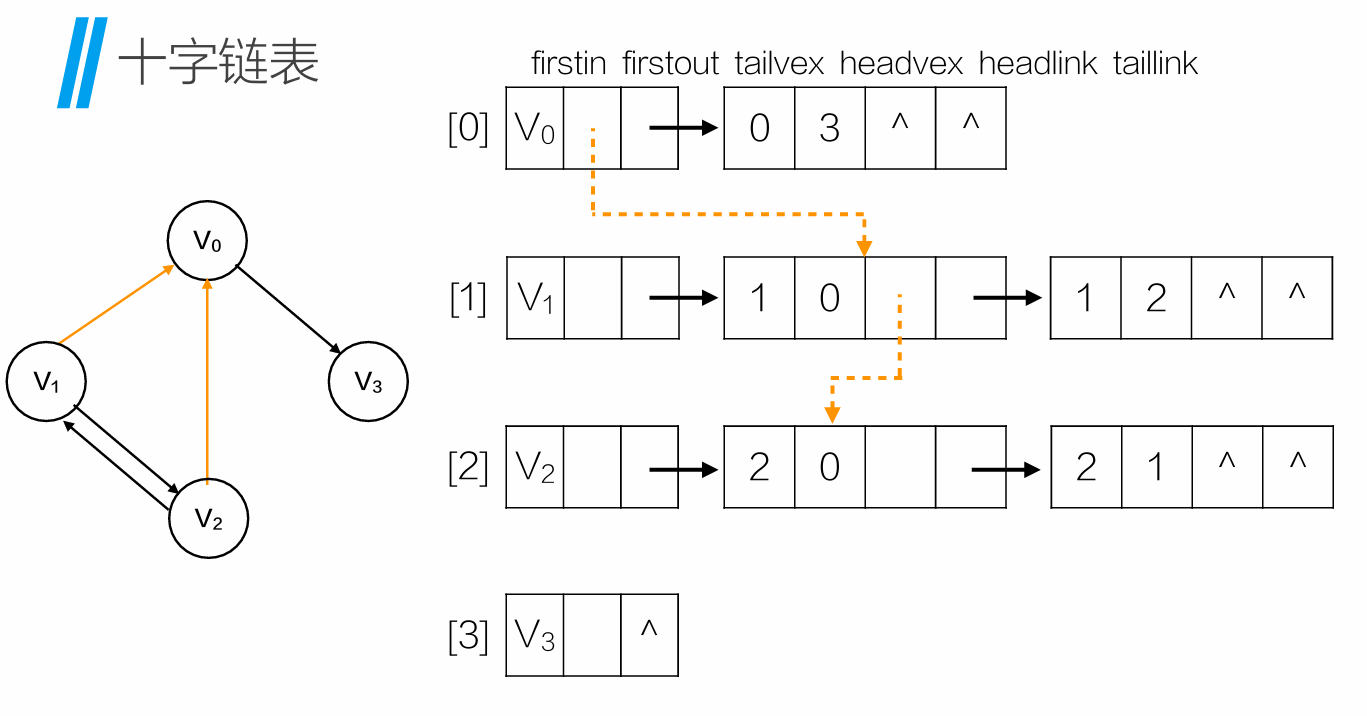 十字链表
firstin firstout tailvex headvex headlink taillink
[0] V₀ 0 3 ^ ^
[1] V₁ 1 0 1 2 ^ ^
[2] V₂ 2 0 2 1 ^ ^
[3] V₃ ^
V₀
V₁
V₃
V₂